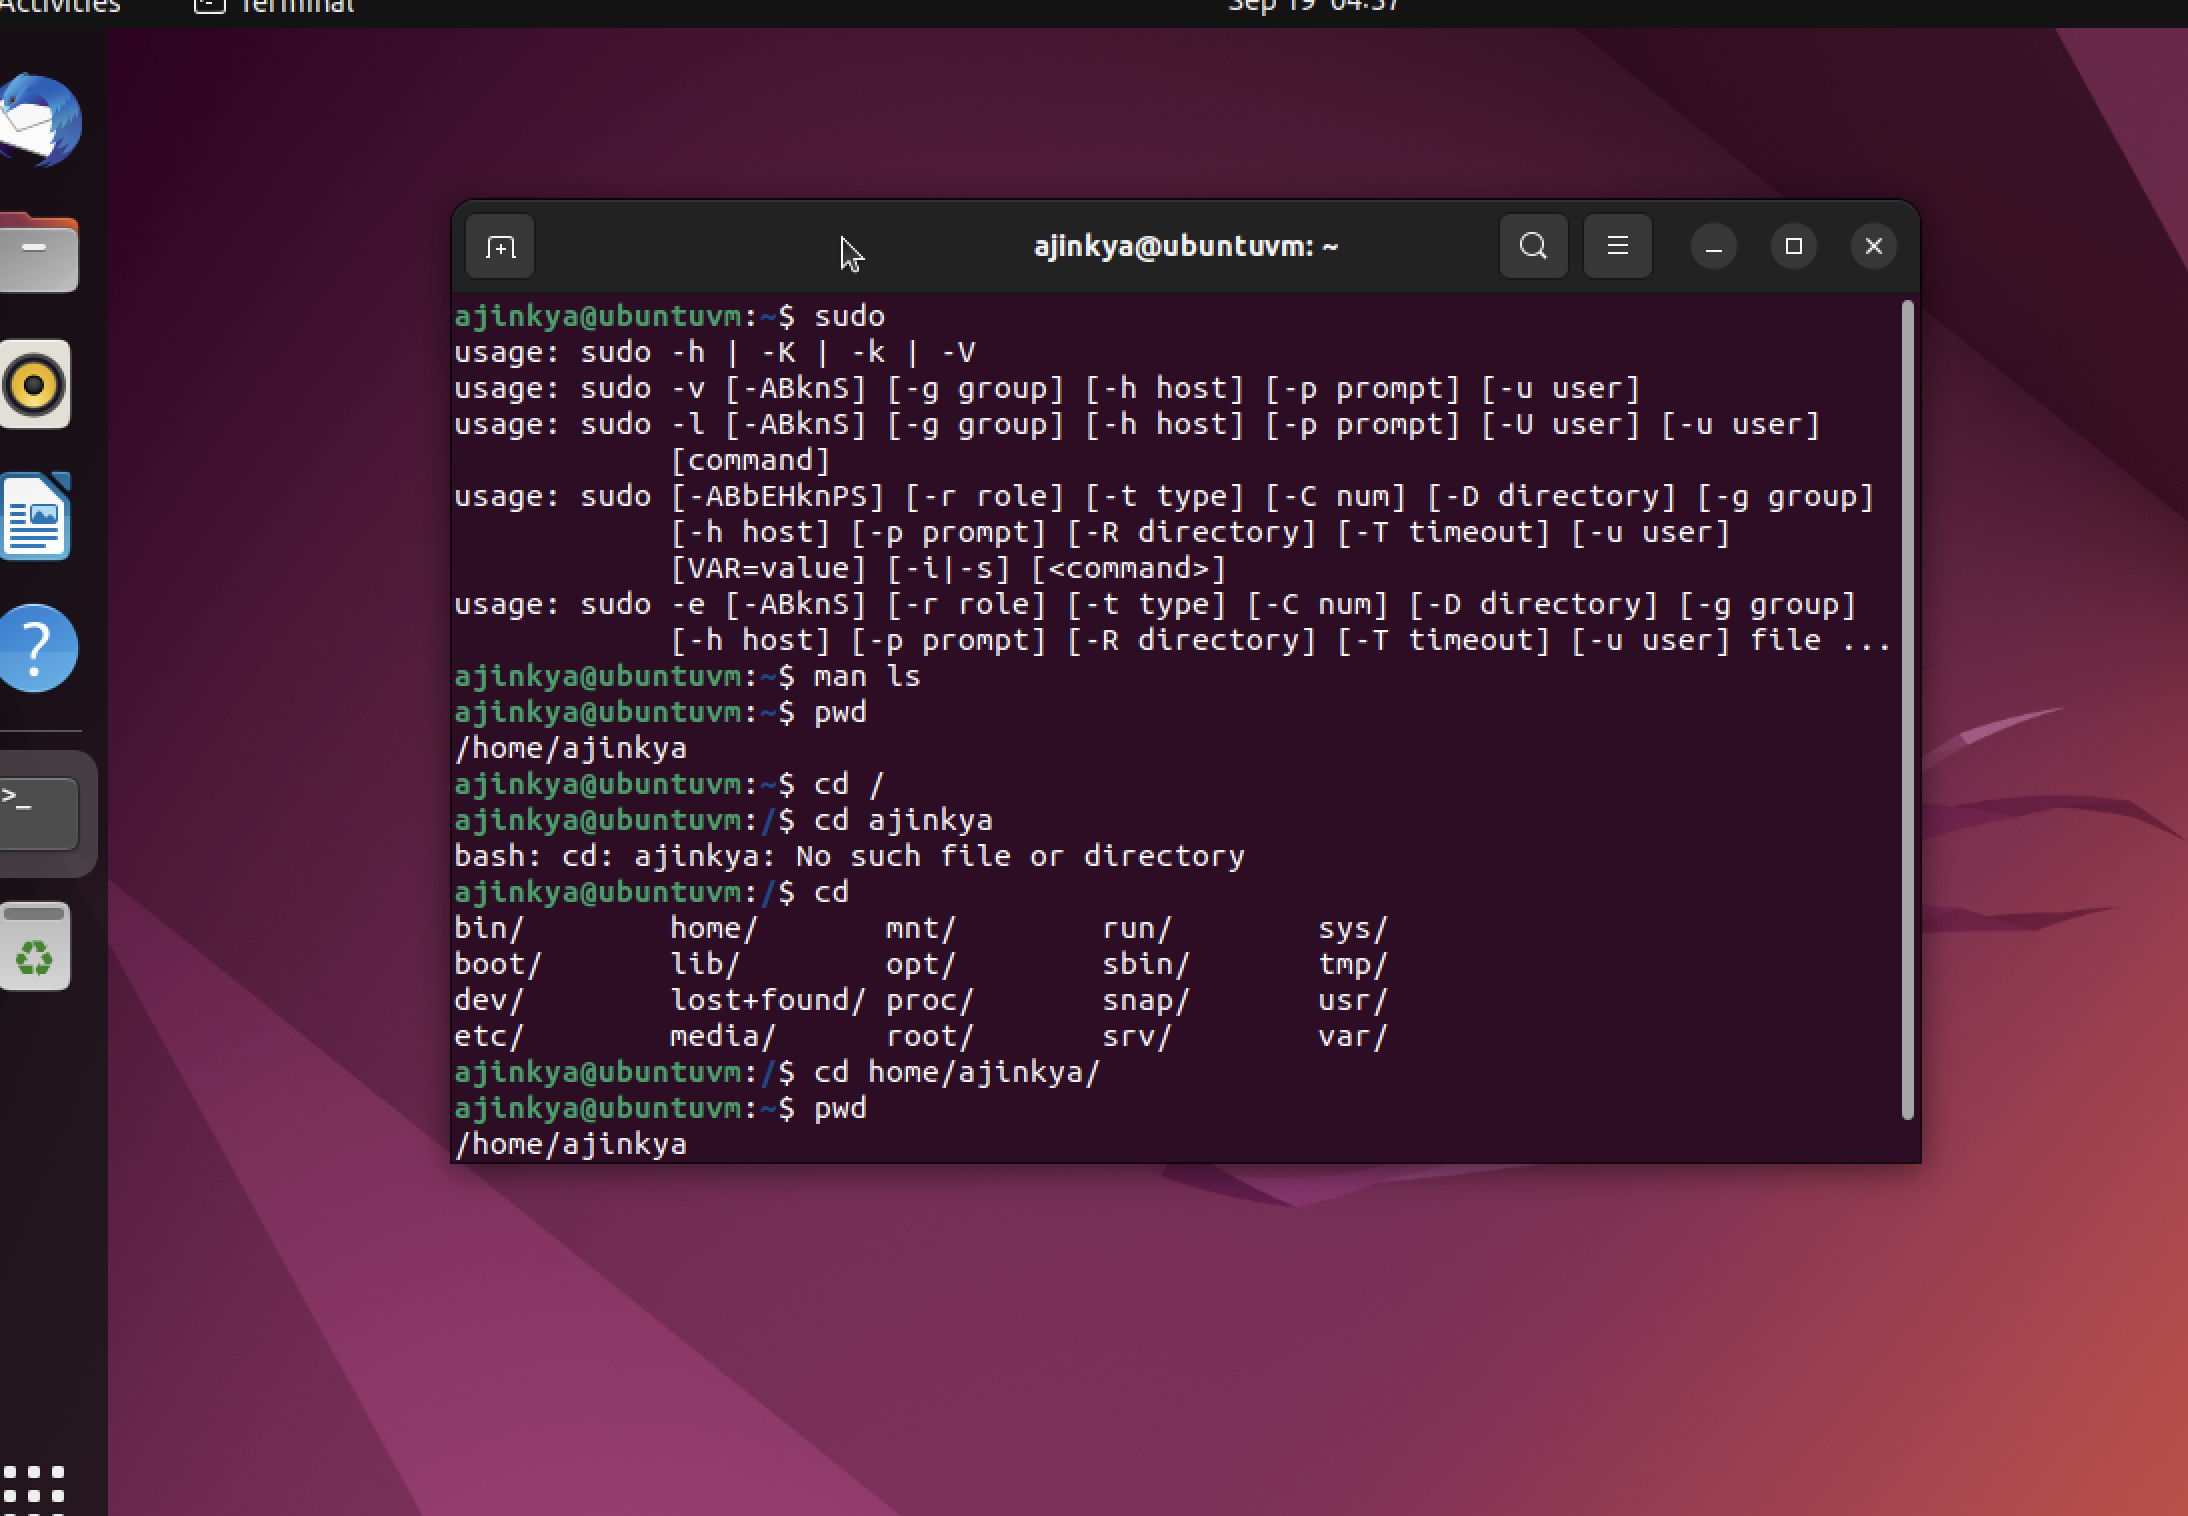 Activities Terminal Sep 19 04:37
ajinkya@ubuntuvm: ~
ajinkya@ubuntuvm:~$ sudo
usage: sudo -h | -K | -k | -V
usage: sudo -v [-ABknS] [-g group] [-h host] [-p prompt] [-u user]
usage: sudo -l [-ABknS] [-g group] [-h host] [-p prompt] [-U user] [-u user]
[command]
usage: sudo [-ABbEHknPS] [-r role] [-t type] [-C num] [-D directory] [-g group]
[-h host] [-p prompt] [-R directory] [-T timeout] [-u user]
[VAR=value] [-i|-s] [<command>]
usage: sudo -e [-ABknS] [-r role] [-t type] [-C num] [-D directory] [-g group]
[-h host] [-p prompt] [-R directory] [-T timeout] [-u user] file ...
ajinkya@ubuntuvm:~$ man ls
ajinkya@ubuntuvm:~$ pwd
/home/ajinkya
ajinkya@ubuntuvm:~$ cd /
ajinkya@ubuntuvm:/$ cd ajinkya
bash: cd: ajinkya: No such file or directory
ajinkya@ubuntuvm:/$ cd
bin/ home/ mnt/ run/ sys/
boot/ lib/ opt/ sbin/ tmp/
dev/ lost+found/ proc/ snap/ usr/
etc/ media/ root/ srv/ var/
ajinkya@ubuntuvm:/$ cd home/ajinkya/
ajinkya@ubuntuvm:~$ pwd
/home/ajinkya